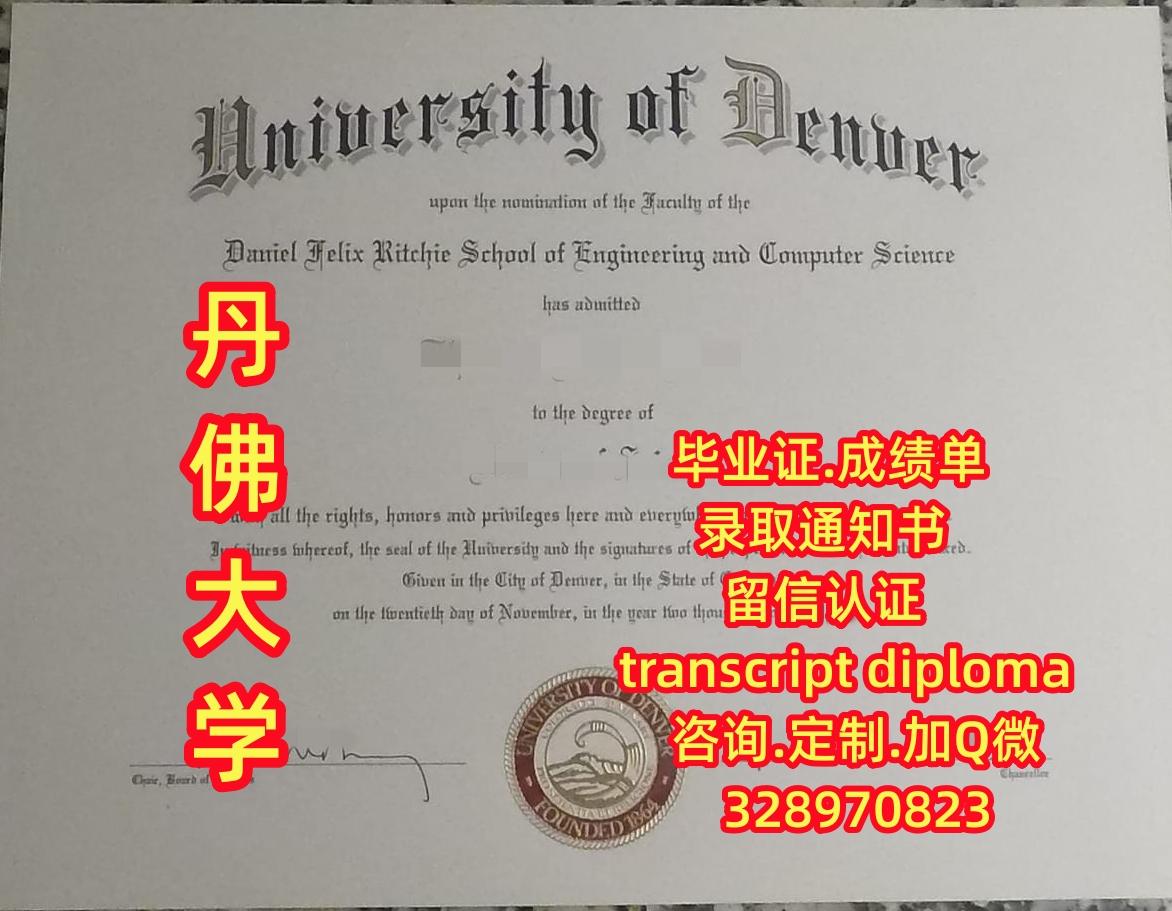 University of Denver
upon the nomination of the Faculty of the
Daniel Felix Ritchie School of Engineering and Computer Science
has admitted
to the degree of
all the rights, honors and privileges here and
In witness whereof, the seal of the University and the signatures of
Given in the City of Denver, in the State of
on the twentieth day of November, in the year two
丹佛大学
毕业证.成绩单
录取通知书
留信认证
transcript diploma
咨询.定制.加Q微
328970823
UNIVERSITY OF DENVER
FOUNDED 1864
Chair, Board of
Chancellor